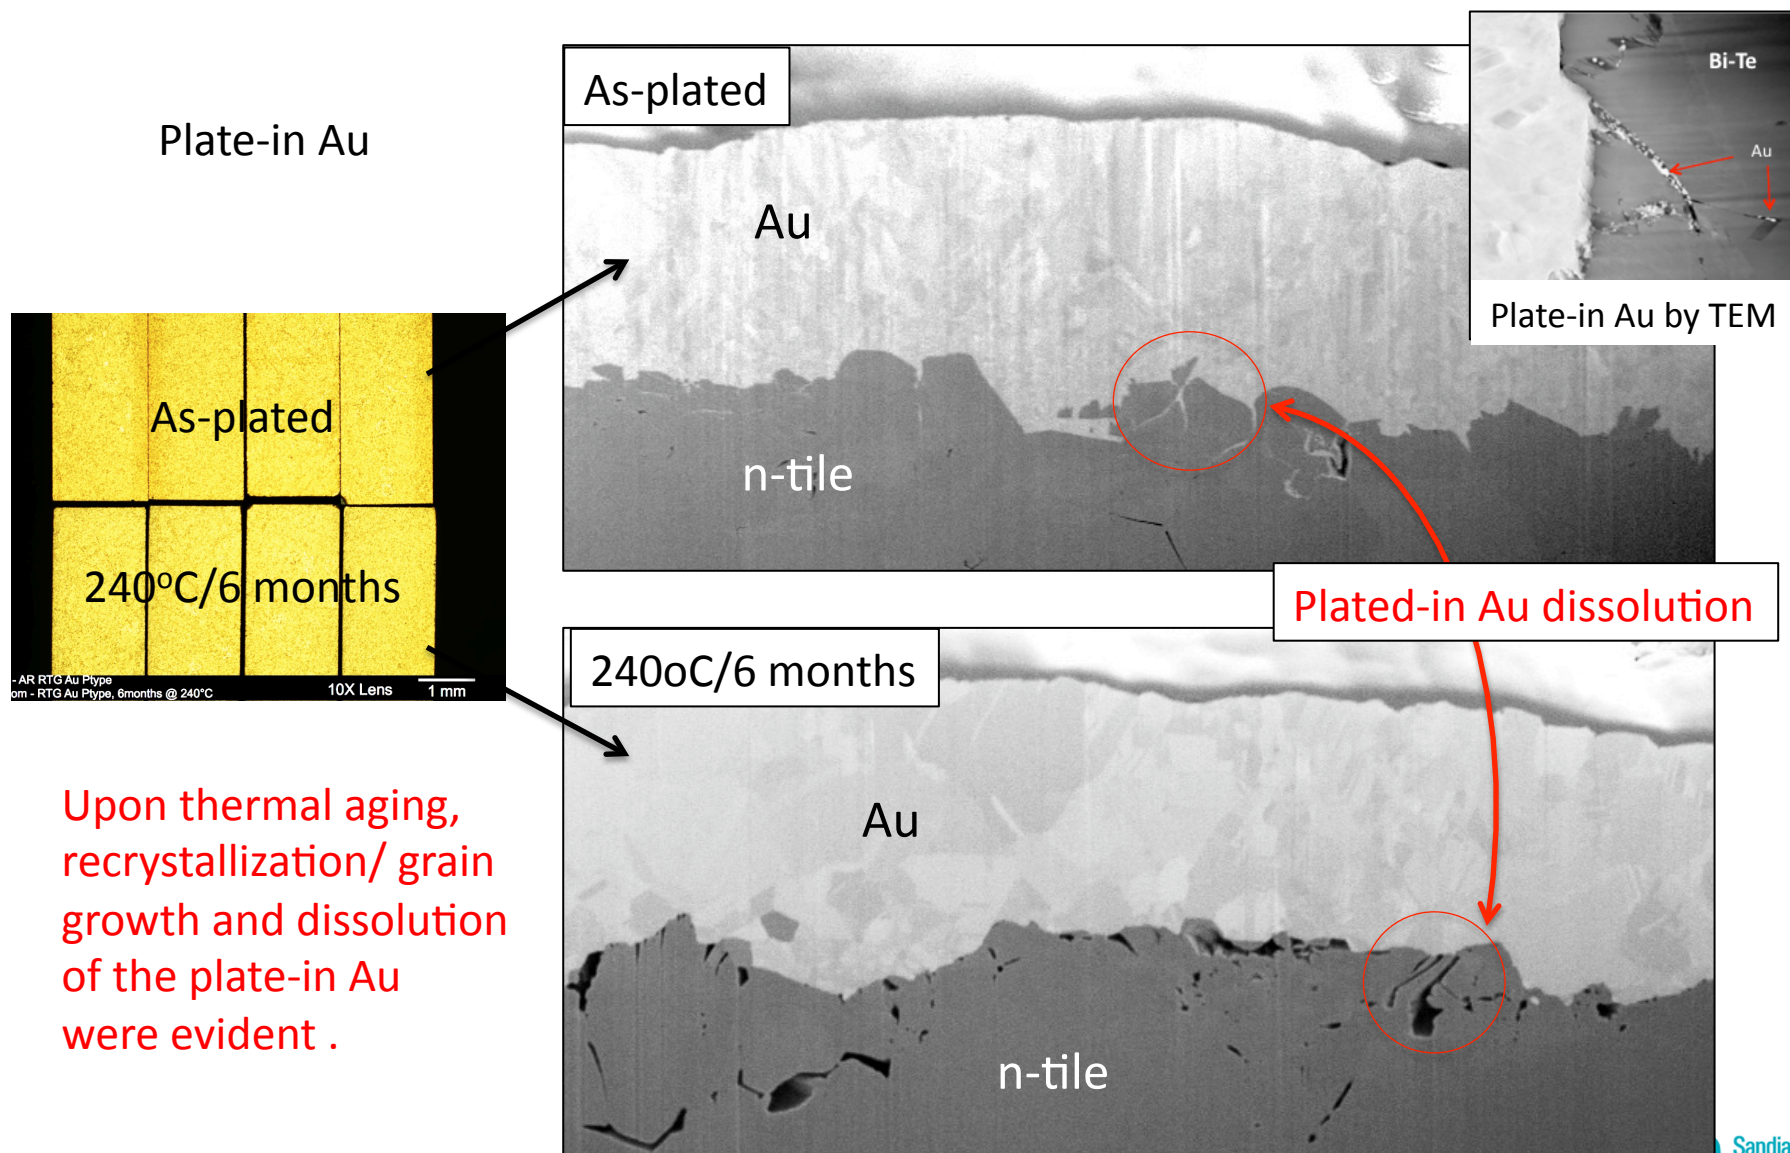 Plate-in Au
As-plated
Au
n-tile
Bi-Te
Au
Plate-in Au by TEM
As-plated
240°C/6 months
- AR RTG Au Ptype
om - RTG Au Ptype, 6months @ 240°C
10X Lens
1 mm
Plated-in Au dissolution
240oC/6 months
Au
n-tile
Upon thermal aging,
recrystallization/ grain
growth and dissolution
of the plate-in Au
were evident .
Sandia